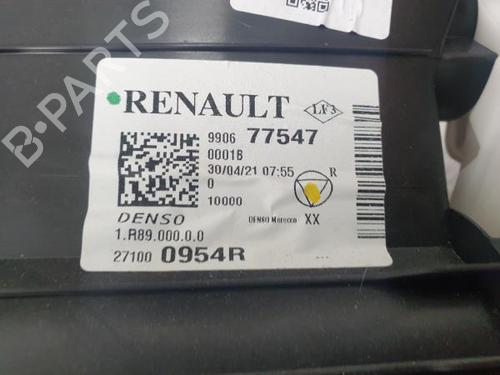 RENAULT
LF3
9906 77547
0001B
30/04/21 07:55
R
0
10000
DENSO
DENSO Morocco XX
1.R89.000.0.0
27100 0954R
B-PARTS